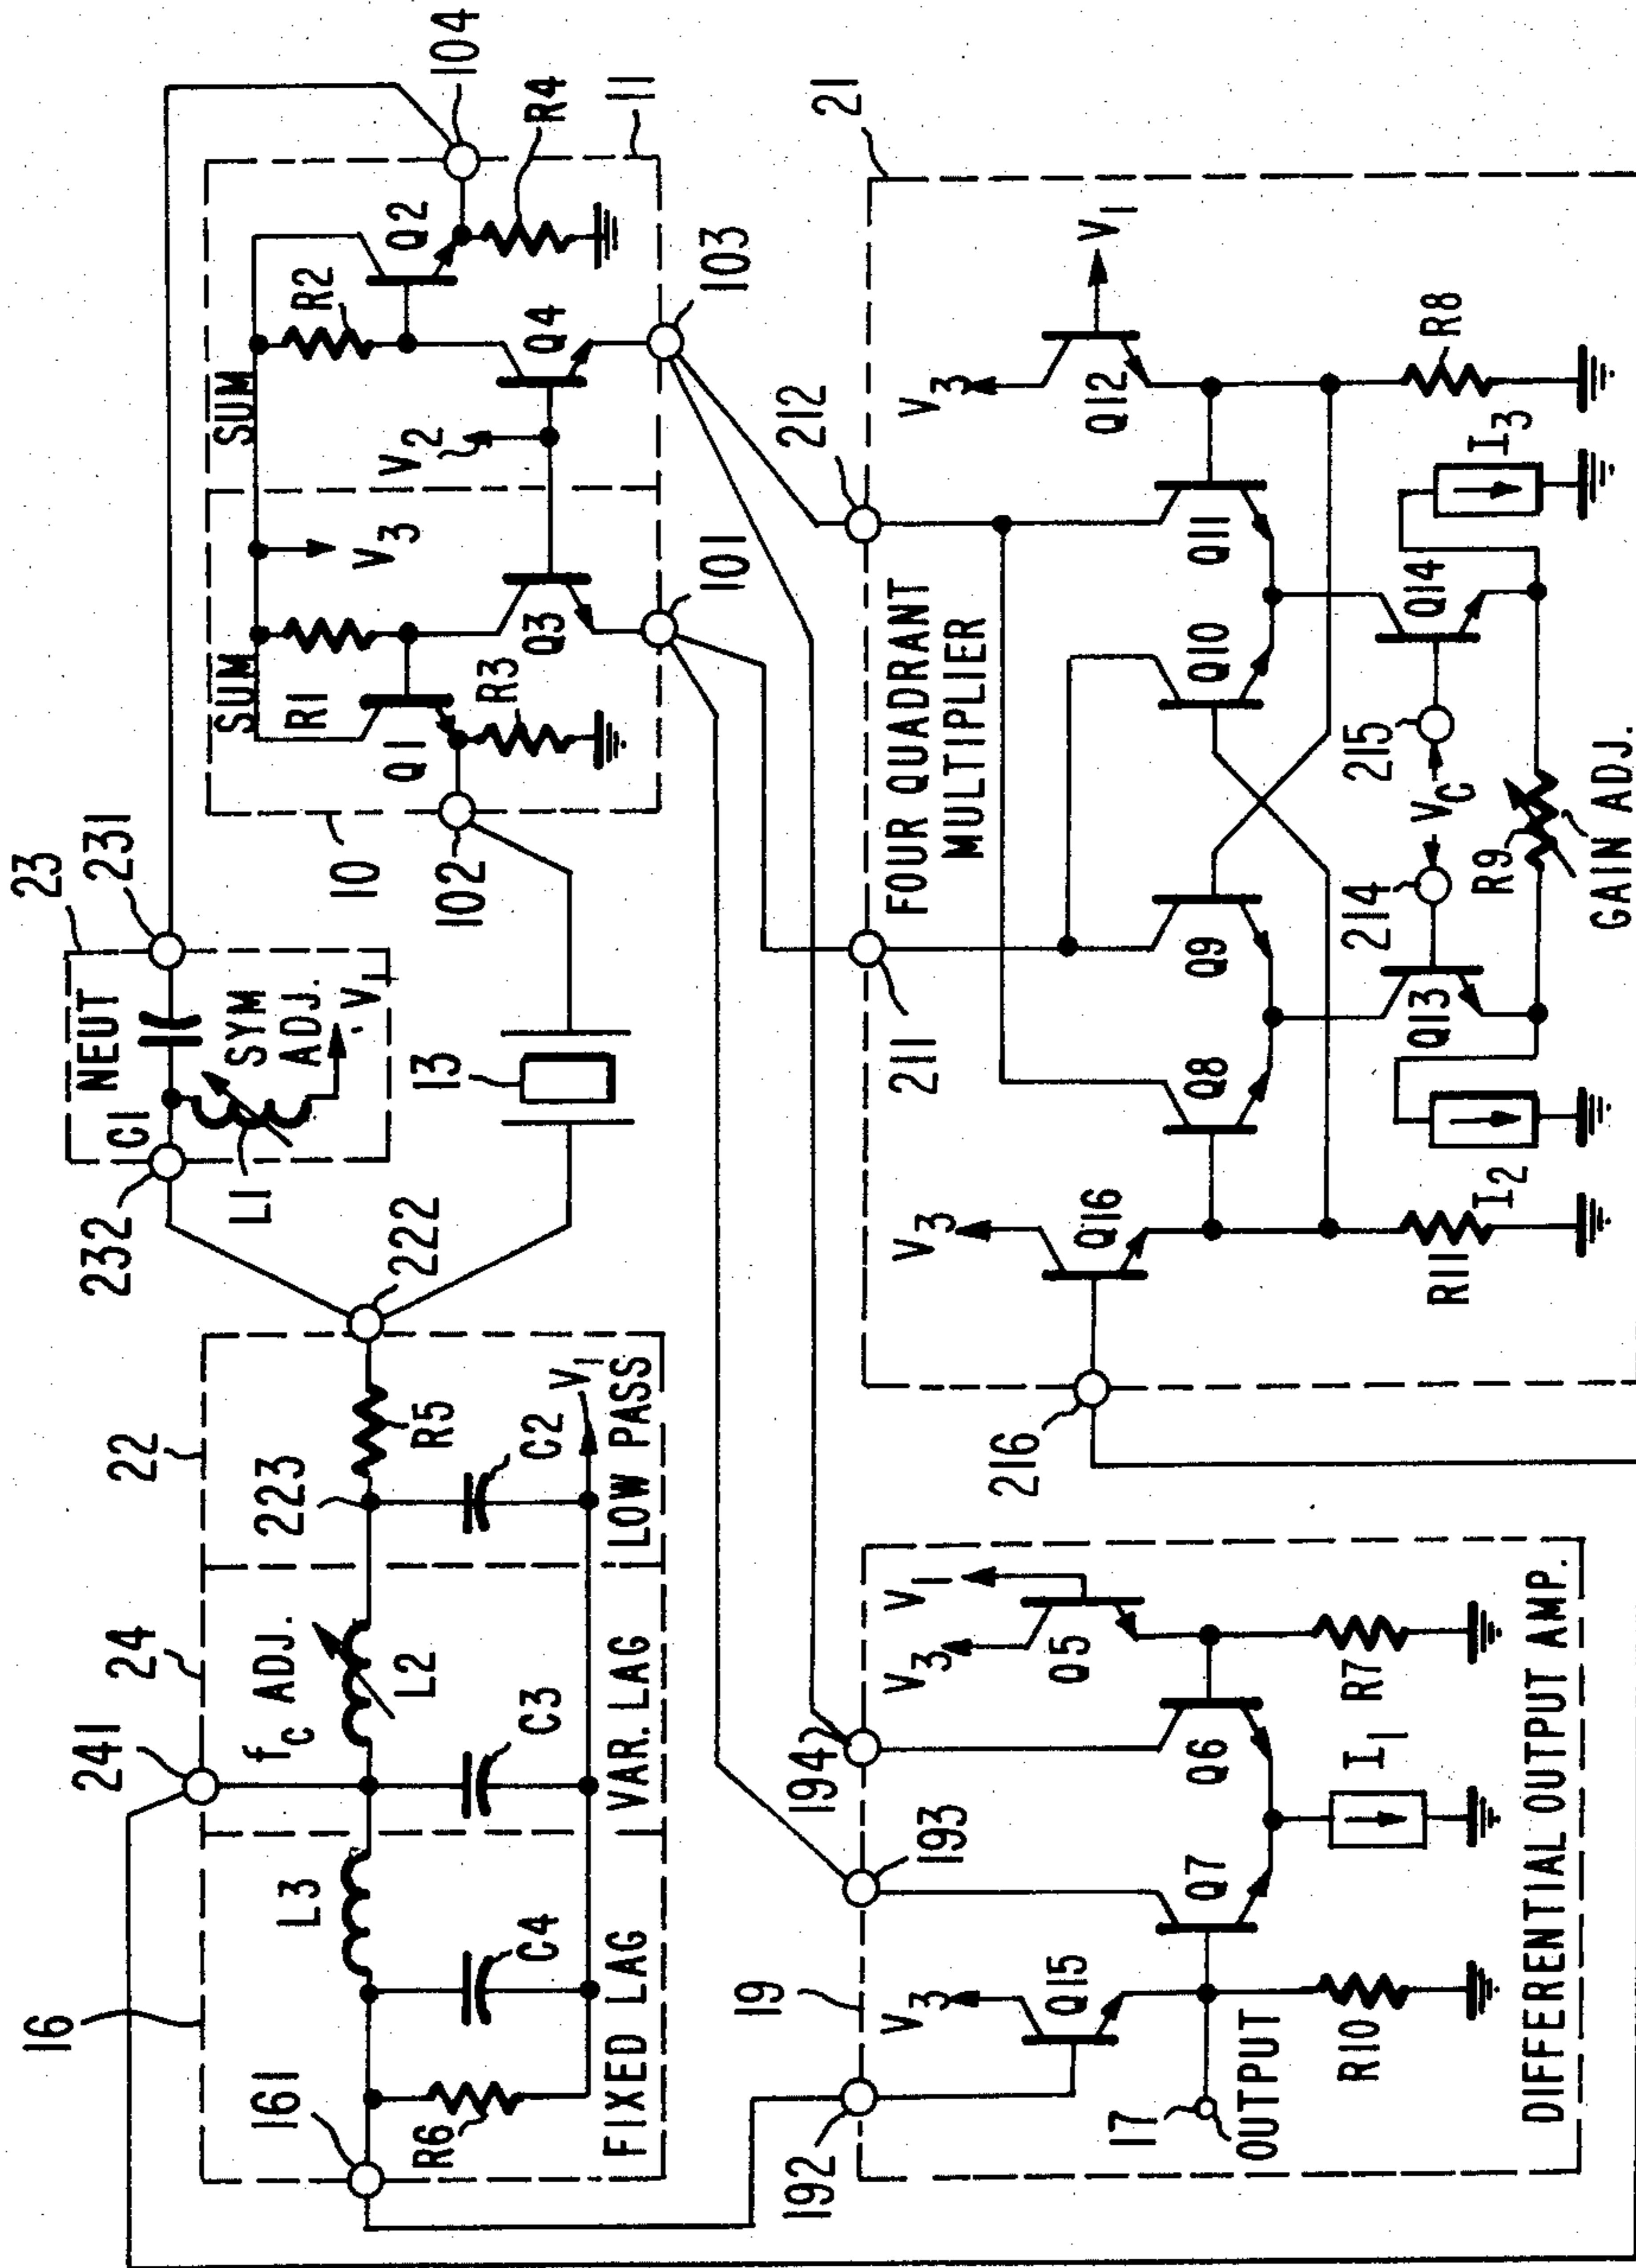 23
NEUT
231
232
C1
SYM
ADJ.
V1
L1
13
222
22
223
R5
C2
V1
LOW PASS
24
241
fC ADJ.
L2
C3
VAR. LAG
16
L3
C4
161
R6
FIXED LAG
10
102
SUM
R1
Q1
R3
V3
Q3
101
SUM
R2
Q2
104
R4
11
V2
Q4
103
21
212
211
FOUR QUADRANT
MULTIPLIER
V3
Q16
216
R11
I2
Q8
Q9
Q10
Q11
V3
Q12
V1
R8
I3
Q13
214
VC
215
Q14
R9
GAIN ADJ.
19
192
193
194
V3
Q15
17
OUTPUT
R10
Q7
Q6
I1
V3
V1
Q5
R7
DIFFERENTIAL OUTPUT AMP.